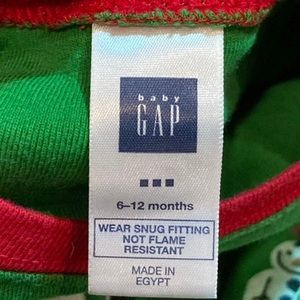 baby
GAP
6–12 months
WEAR SNUG FITTING
NOT FLAME
RESISTANT
MADE IN
EGYPT